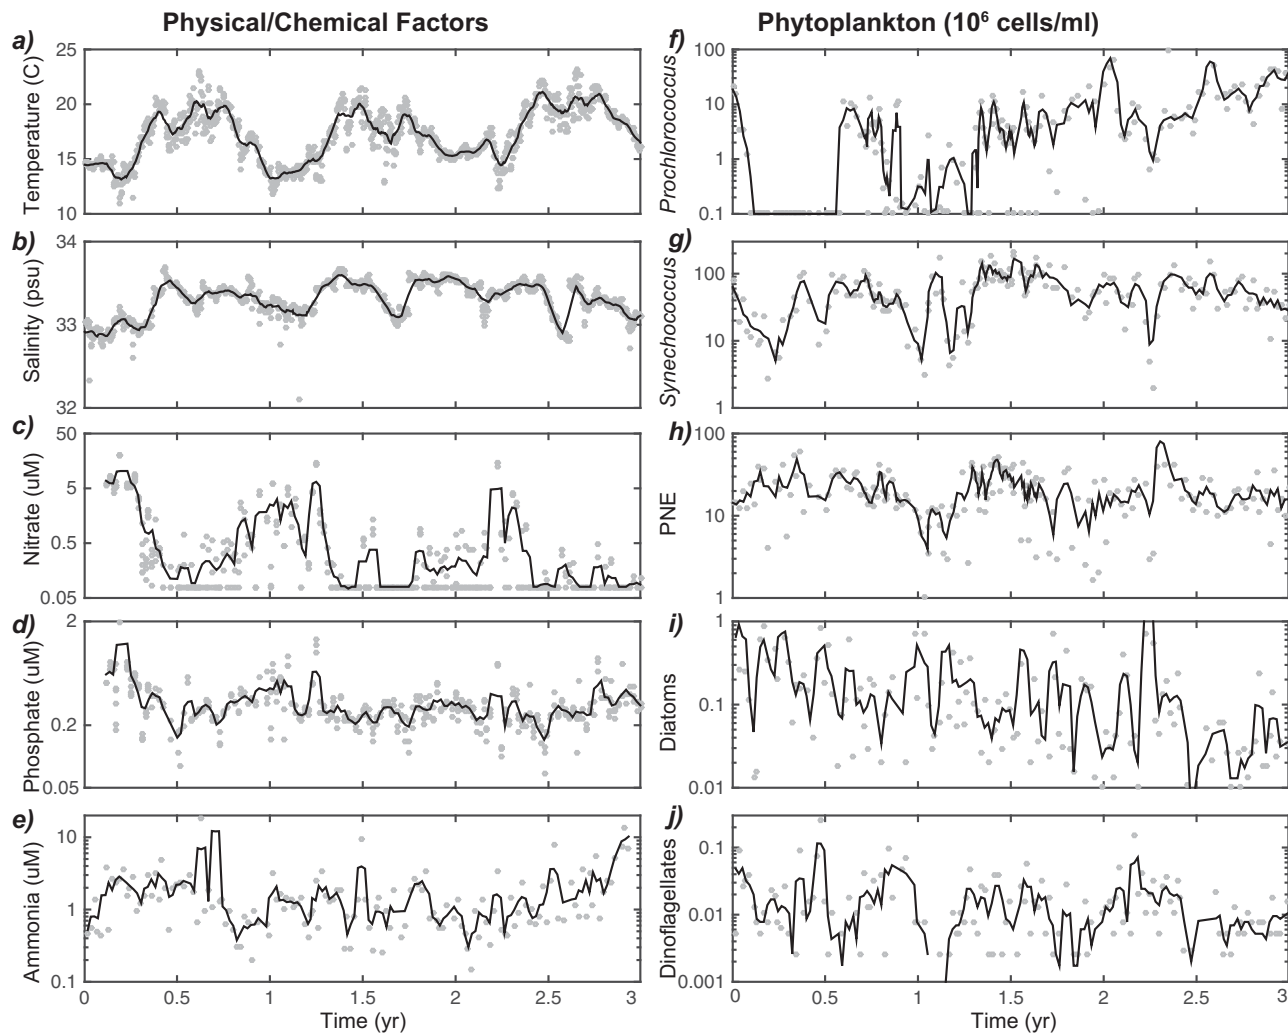 Physical/Chemical Factors
a)
Temperature (C)
25
20
15
10
b)
Salinity (psu)
34
33
32
c)
Nitrate (uM)
50
5
0.5
0.05
d)
Phosphate (uM)
2
0.2
0.05
e)
Ammonia (uM)
10
1
0.1
0 0.5 1 1.5 2 2.5 3
Time (yr)
Phytoplankton (10⁶ cells/ml)
f)
Prochlorococcus
100
10
1
0.1
g)
Synechococcus
100
10
1
h)
PNE
100
10
1
i)
Diatoms
1
0.1
0.01
j)
Dinoflagellates
0.1
0.01
0.001
0 0.5 1 1.5 2 2.5 3
Time (yr)